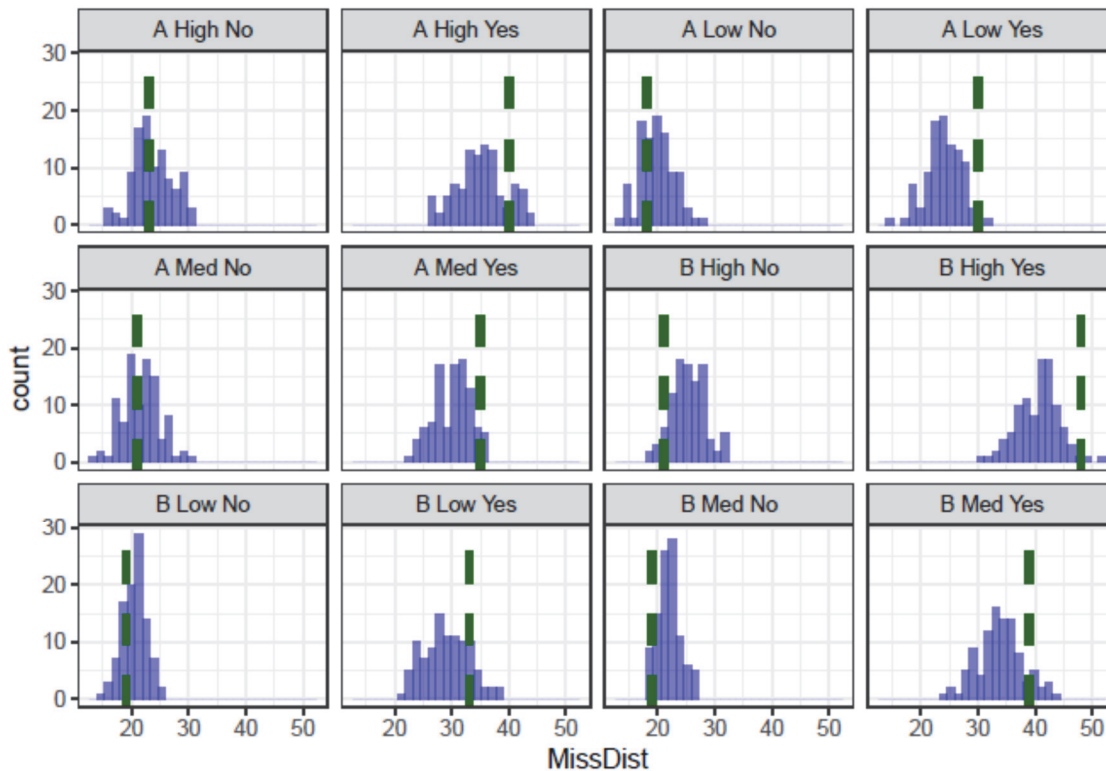 A High No A High Yes A Low No A Low Yes
30
20
10
0
A Med No A Med Yes B High No B High Yes
30
20
10
0
count
B Low No B Low Yes B Med No B Med Yes
30
20
10
0
20 30 40 50 20 30 40 50 20 30 40 50 20 30 40 50
MissDist